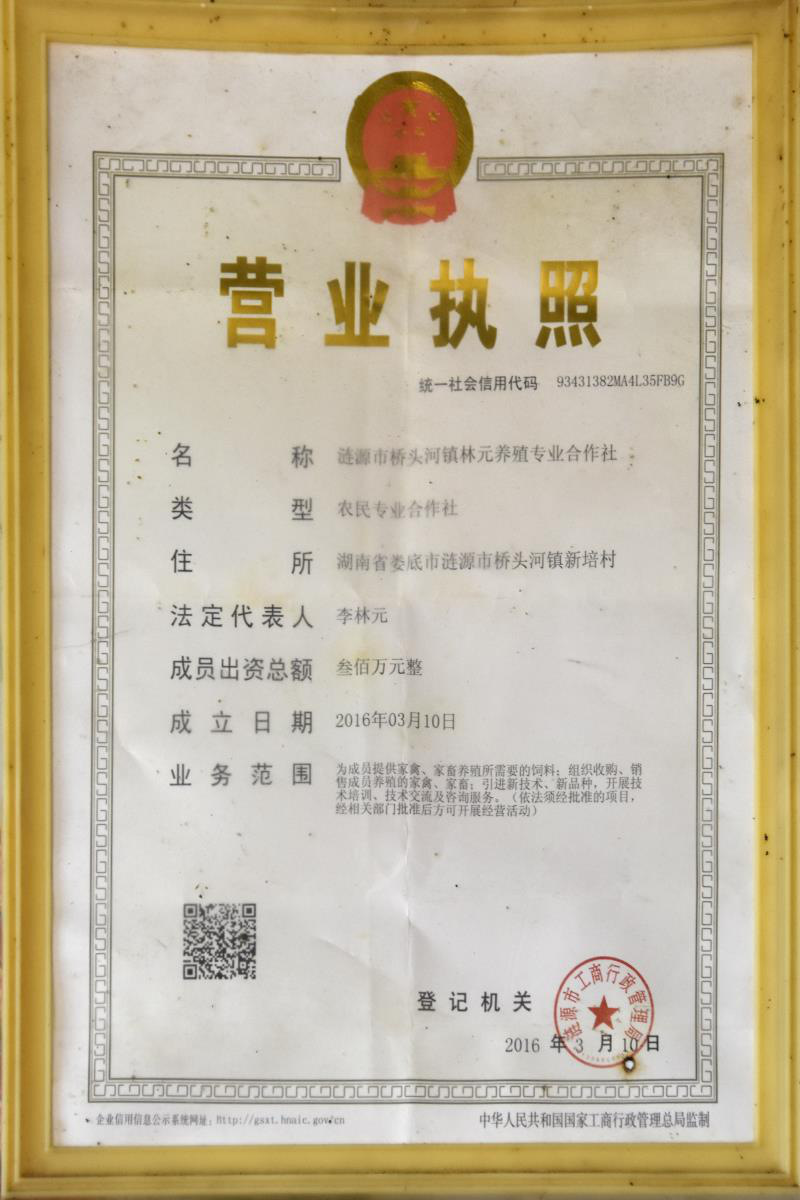 营业执照
统一社会信用代码 93431382MA4L35FB9G
名称 涟源市桥头河镇林元养殖专业合作社
类型 农民专业合作社
住所 湖南省娄底市涟源市桥头河镇新培村
法定代表人 李林元
成员出资总额 叁佰万元整
成立日期 2016年03月10日
业务范围 为成员提供家禽、家畜养殖所需要的饲料；组织收购、销
售成员养殖的家禽、家畜；引进新技术、新品种，开展技
术培训、技术交流及咨询服务。（依法须经批准的项目，
经相关部门批准后方可开展经营活动）
登记机关
涟源市工商行政管理局
2016 年 3 月 10 日
企业信用信息公示系统网址：Http://gsxt.hnaic.gov.cn
中华人民共和国国家工商行政管理总局监制